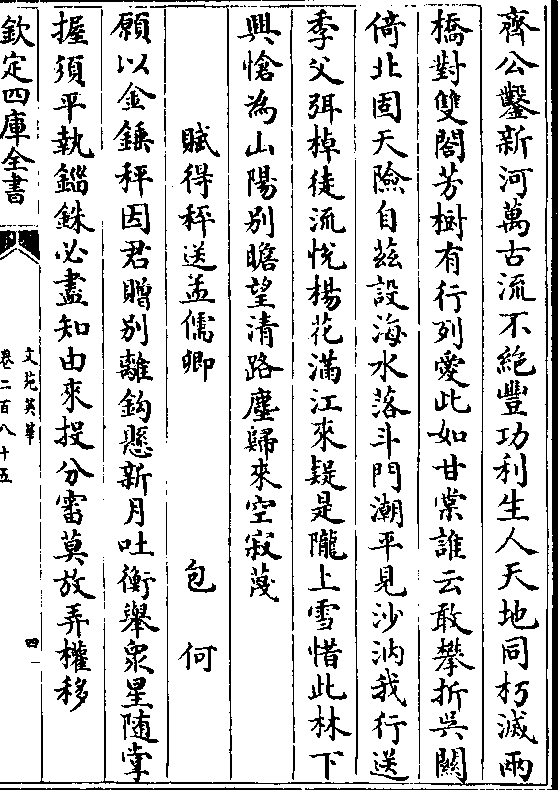 齊公鑿新河萬古流不絕豐功利生人天地同朽滅兩
橋對雙閣芳樹有行列愛此如甘棠誰云敢攀折吳關
倚北固天險自茲設海水落斗門潮平見沙汭我行送
季父弭棹徒流悅楊花滿江來疑是隴上雪惜此林下
興愴為山陽別瞻望清路塵歸來空寂蔑
賦得秤送孟儒卿 包何
願以金錘秤因君贈別離鈎懸新月吐衡舉衆星隨掌
握須平執錙銖必盡知由來投分審莫放弄權移
欽定四庫全書
文苑英華
卷二百八十五
四